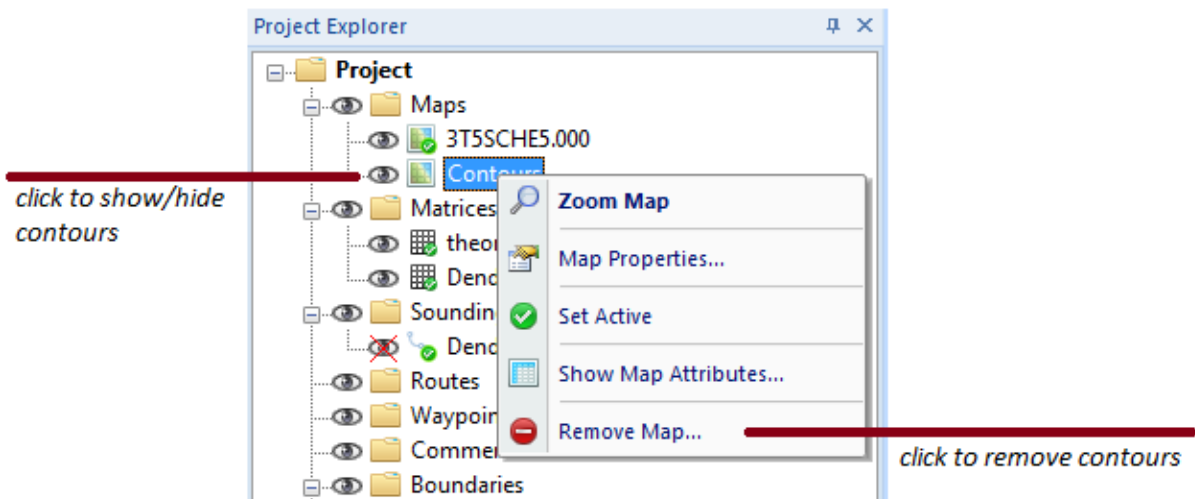 Project Explorer
Project
Maps
3T5SCHE5.000
Contours
click to show/hide
contours
Zoom Map
Matrices
Map Properties...
Set Active
Show Map Attributes...
Routes
Remove Map...
click to remove contours
Boundaries